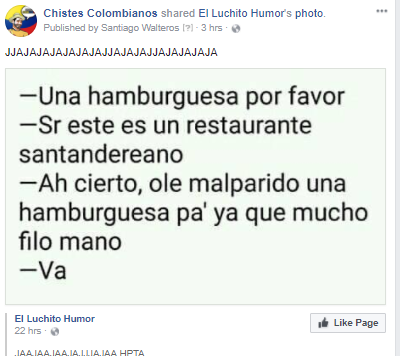 Chistes Colombianos shared El Luchito Humor's photo.
Published by Santiago Walteros [?] · 3 hrs ·
JJAJAJAJAJAJAJAJJAJAJAJJAJAJAJAJA
—Una hamburguesa por favor
—Sr este es un restaurante
santandereano
—Ah cierto, ole malparido una
hamburguesa pa' ya que mucho
filo mano
—Va
El Luchito Humor
22 hrs ·
Like Page
JAAJAAJAAJAJJJAJAA HPTA